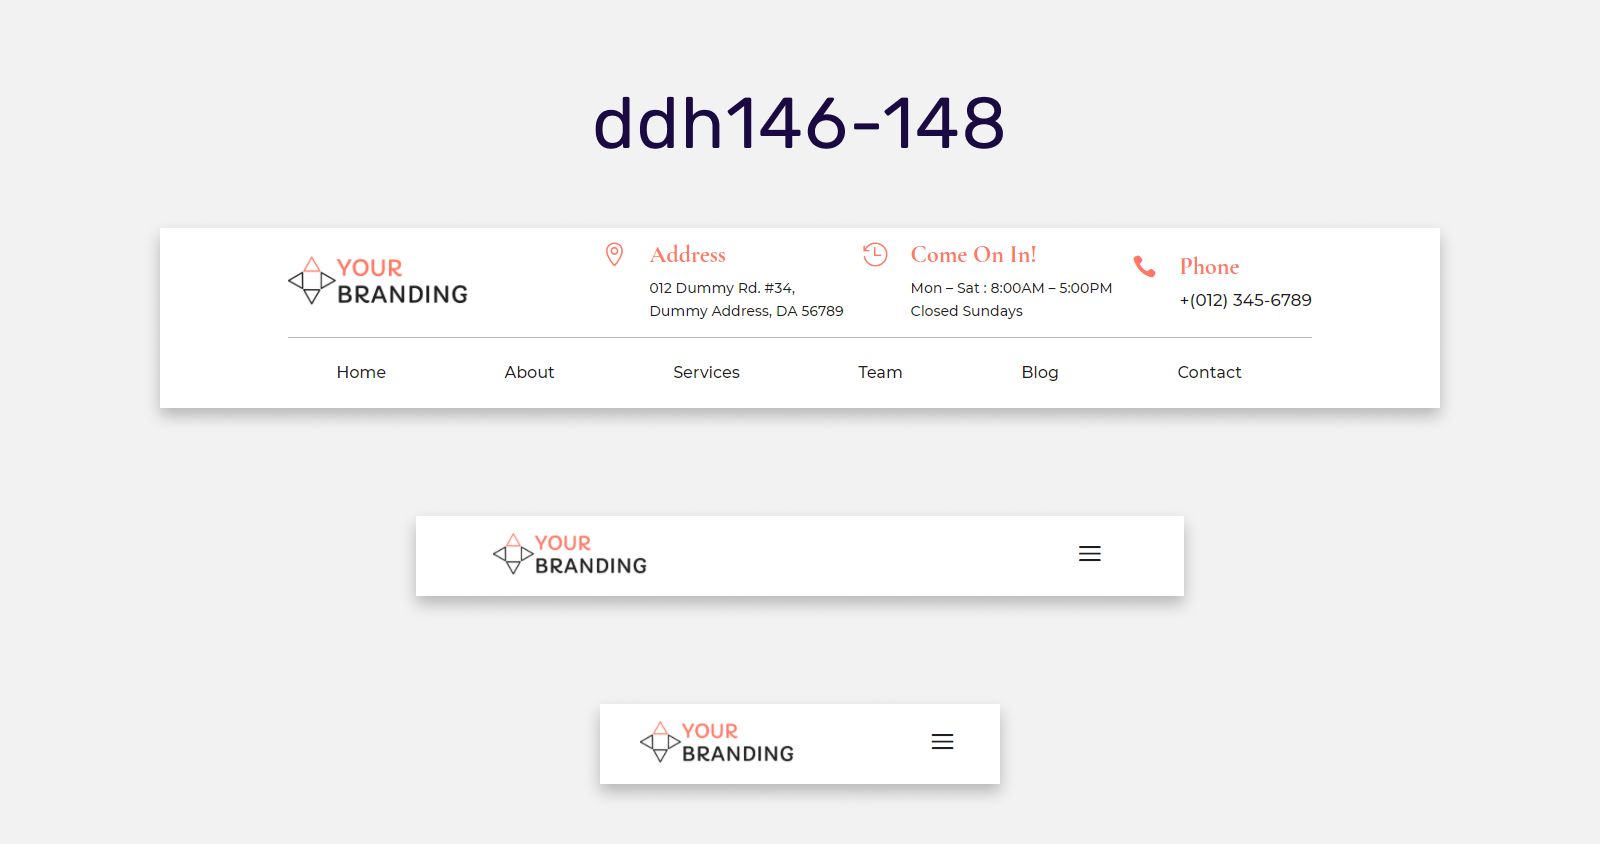 ddh146-148
YOUR
BRANDING
Address
012 Dummy Rd. #34,
Dummy Address, DA 56789
Come On In!
Mon – Sat : 8:00AM – 5:00PM
Closed Sundays
Phone
+(012) 345-6789
Home About Services Team Blog Contact
YOUR
BRANDING
YOUR
BRANDING